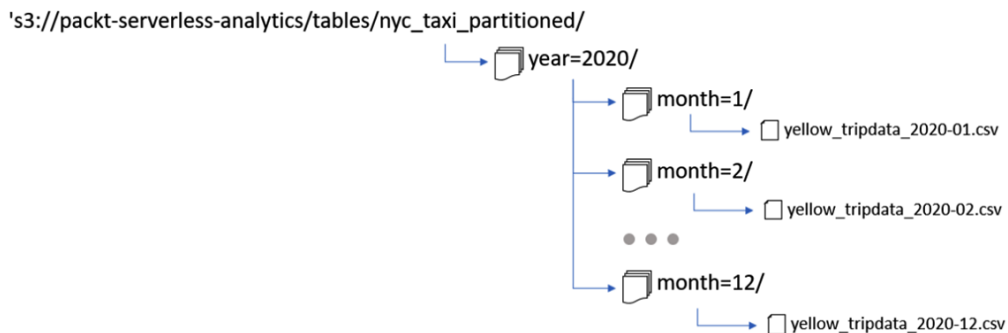 's3://packt-serverless-analytics/tables/nyc_taxi_partitioned/
year=2020/
month=1/
yellow_tripdata_2020-01.csv
month=2/
yellow_tripdata_2020-02.csv
month=12/
yellow_tripdata_2020-12.csv